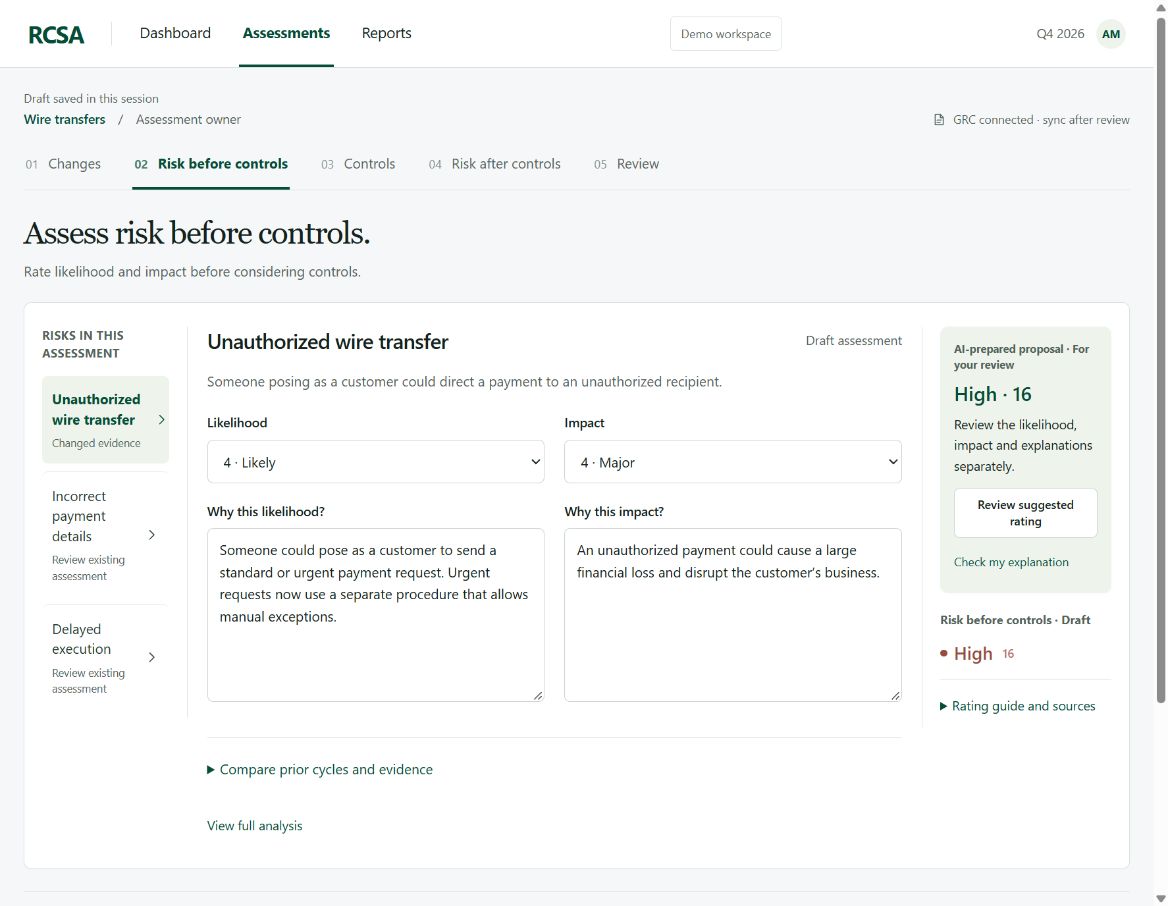 RCSA
Dashboard
Assessments
Reports
Demo workspace
Q4 2026
AM
Draft saved in this session
Wire transfers / Assessment owner
GRC connected · sync after review
01 Changes
02 Risk before controls
03 Controls
04 Risk after controls
05 Review
Assess risk before controls.
Rate likelihood and impact before considering controls.
RISKS IN THIS
ASSESSMENT
Unauthorized
wire transfer
Changed evidence
Incorrect
payment
details
Review existing
assessment
Delayed
execution
Review existing
assessment
Unauthorized wire transfer
Draft assessment
Someone posing as a customer could direct a payment to an unauthorized recipient.
Likelihood
4 · Likely
Impact
4 · Major
Why this likelihood?
Someone could pose as a customer to send a
standard or urgent payment request. Urgent
requests now use a separate procedure that allows
manual exceptions.
Why this impact?
An unauthorized payment could cause a large
financial loss and disrupt the customer's business.
Compare prior cycles and evidence
View full analysis
AI-prepared proposal · For
your review
High · 16
Review the likelihood,
impact and explanations
separately.
Review suggested
rating
Check my explanation
Risk before controls · Draft
High 16
Rating guide and sources